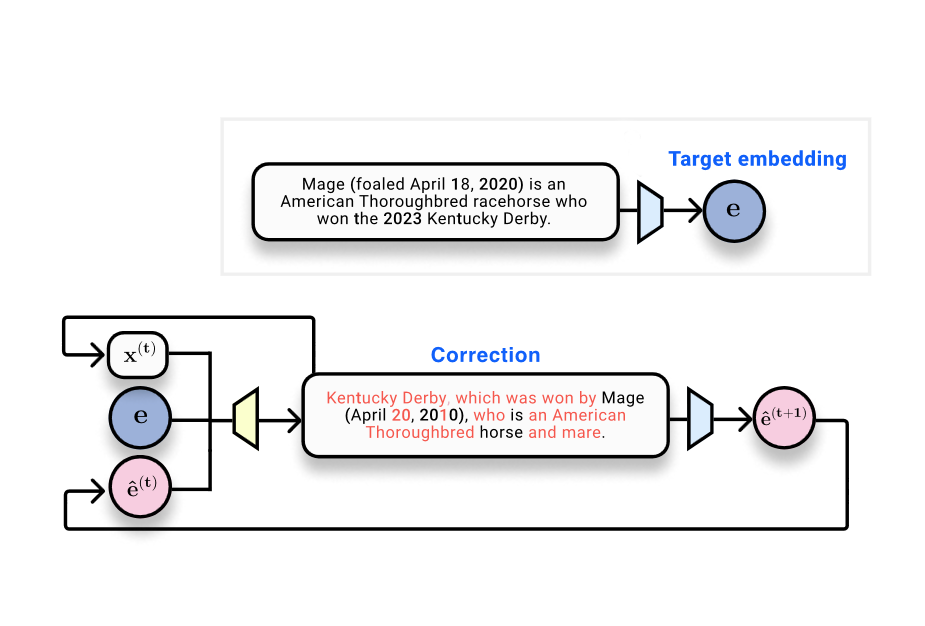 Target embedding
Mage (foaled April 18, 2020) is an
American Thoroughbred racehorse who
won the 2023 Kentucky Derby.
e
Correction
x(t)
e
ê(t)
Kentucky Derby, which was won by Mage
(April 20, 2010), who is an American
Thoroughbred horse and mare.
ê(t+1)